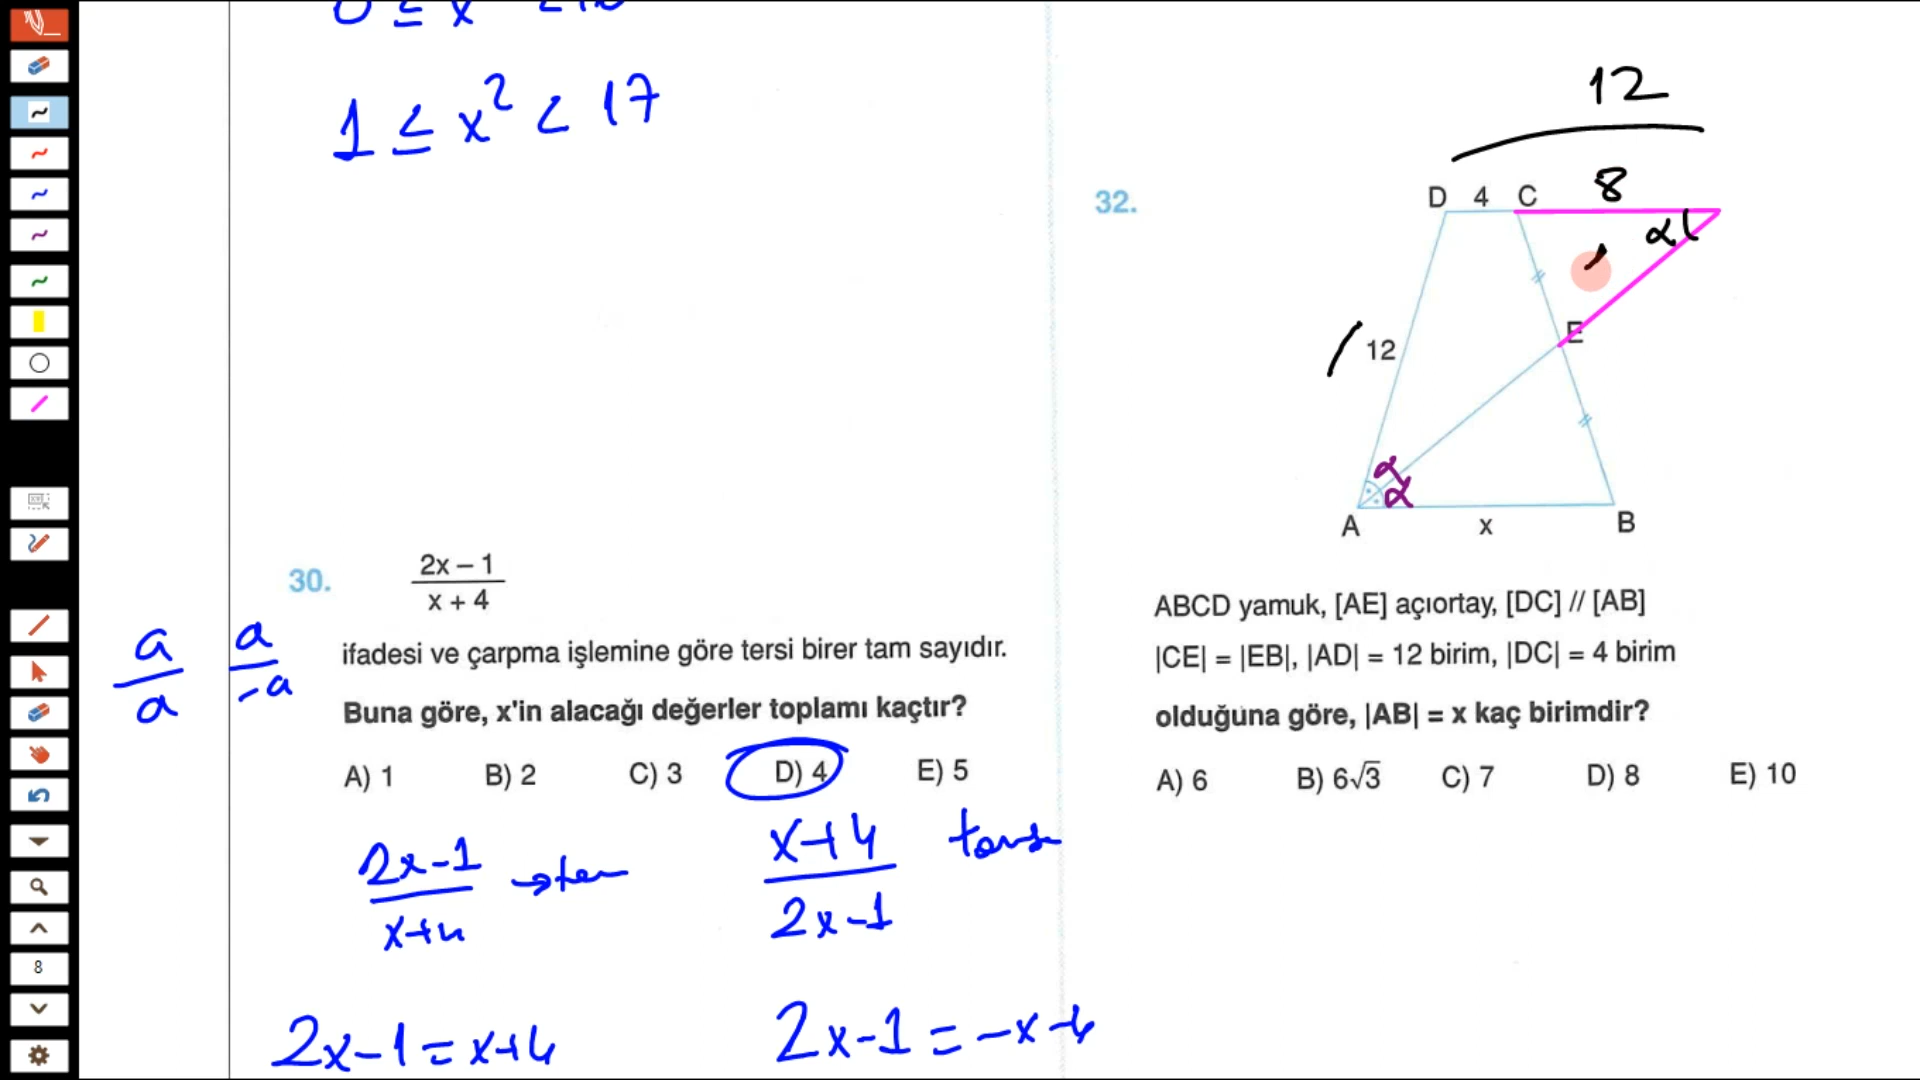 1 ≤ x² < 17
30.
2x – 1
x + 4
a a
a -a
ifadesi ve çarpma işlemine göre tersi birer tam sayıdır.
Buna göre, x'in alacağı değerler toplamı kaçtır?
A) 1 B) 2 C) 3 D) 4 E) 5
2x-1
x+4
x+4
2x-1
2x-1=x+4
2x-1=-x-4
12
32.
D 4 C 8
α
12
E
α
α
A x B
ABCD yamuk, [AE] açıortay, [DC] // [AB]
|CE| = |EB|, |AD| = 12 birim, |DC| = 4 birim
olduğuna göre, |AB| = x kaç birimdir?
A) 6 B) 6√3 C) 7 D) 8 E) 10
8